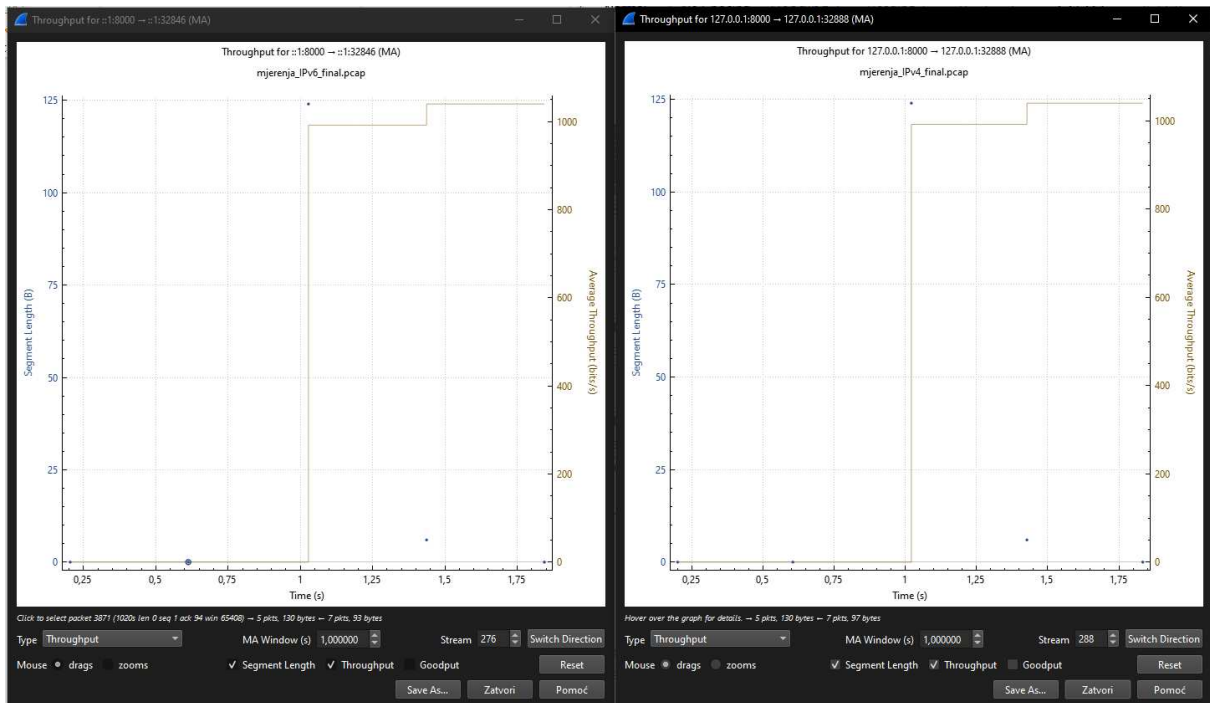 Throughput for ::1:8000 → ::1:32846 (MA)
Throughput for ::1:8000 → ::1:32846 (MA)
mjerenja_IPv6_final.pcap
125
100
75
50
25
0
Segment Length (B)
1000
800
600
400
200
0
Average Throughput (bits/s)
0,25 0,5 0,75 1 1,25 1,5 1,75
Time (s)
Click to select packet 3871 (1020s len 0 seq 1 ack 94 win 65408) → 5 pkts, 130 bytes ← 7 pkts, 93 bytes
Type Throughput MA Window (s) 1,000000 Stream 276 Switch Direction
Mouse drags zooms Segment Length Throughput Goodput Reset
Save As... Zatvori Pomoć
Throughput for 127.0.0.1:8000 → 127.0.0.1:32888 (MA)
Throughput for 127.0.0.1:8000 → 127.0.0.1:32888 (MA)
mjerenja_IPv4_final.pcap
125
100
75
50
25
0
Segment Length (B)
1000
800
600
400
200
0
Average Throughput (bits/s)
0,25 0,5 0,75 1 1,25 1,5 1,75
Time (s)
Hover over the graph for details. → 5 pkts, 130 bytes ← 7 pkts, 97 bytes
Type Throughput MA Window (s) 1,000000 Stream 288 Switch Direction
Mouse drags zooms Segment Length Throughput Goodput Reset
Save As... Zatvori Pomoć